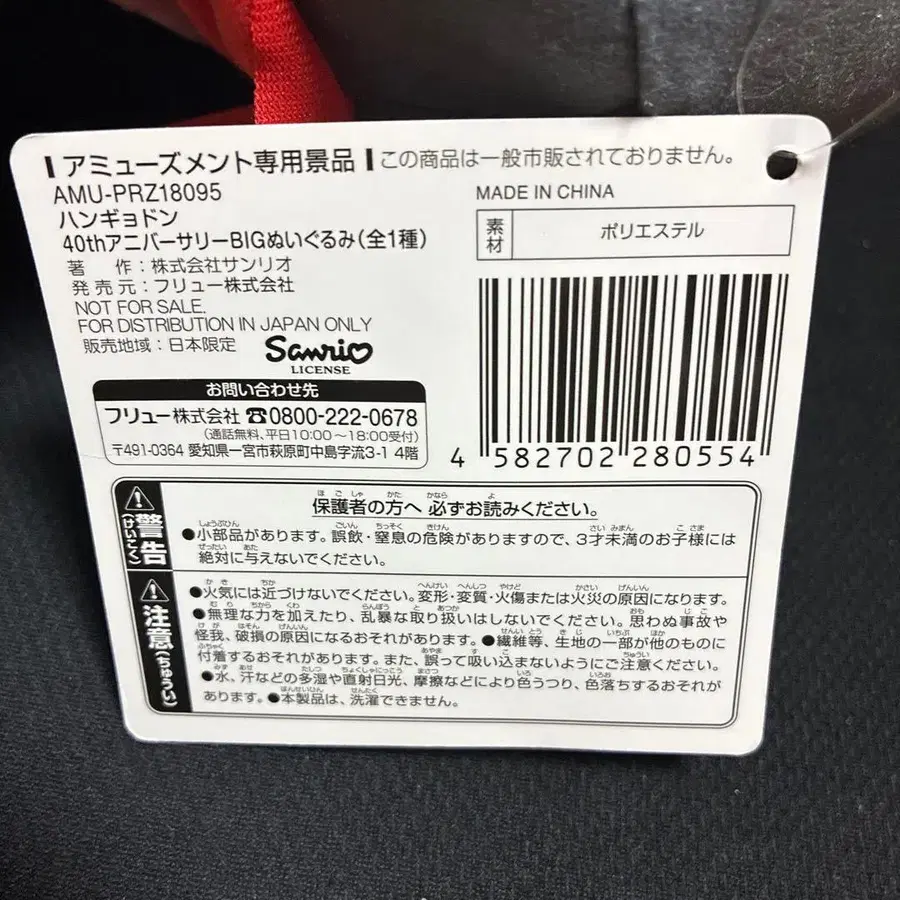 アミューズメント専用景品 この商品は一般市販されておりません。
AMU-PRZ18095
ハンギョドン
40thアニバーサリーBIGぬいぐるみ(全1種)
著 作:株式会社サンリオ
発売元:フリュー株式会社
NOT FOR SALE.
FOR DISTRIBUTION IN JAPAN ONLY
販売地域:日本限定
Sanrio
LICENSE
MADE IN CHINA
素材 ポリエステル
4 582702 280554
お問い合わせ先
フリュー株式会社 ☎0800-222-0678
(通話無料、平日10:00~18:00受付)
〒491-0364 愛知県一宮市萩原町中島字流3-1 4階
警告(けいこく)
保護者の方へ 必ずお読みください。
●小部品があります。誤飲・窒息の危険がありますので、3才未満のお子様には
絶対に与えないでください。
注意(ちゅうい)
●火気には近づけないでください。変形・変質・火傷または火災の原因になります。
●無理な力を加えたり、乱暴な取り扱いはしないでください。思わぬ事故や
怪我、破損の原因になるおそれがあります。●繊維等、生地の一部が他のものに
付着するおそれがあります。また、誤って吸い込まないようにご注意ください。
●水、汗などの多湿や直射日光、摩擦などにより色うつり、色落ちするおそれが
あります。●本製品は、洗濯できません。